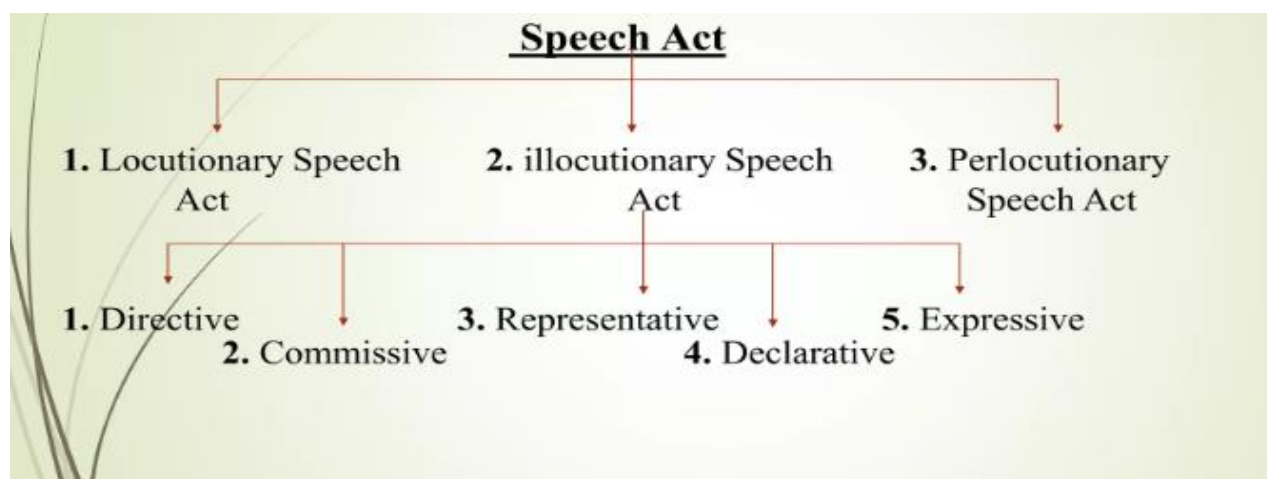 Speech Act
1. Locutionary Speech Act
2. illocutionary Speech Act
3. Perlocutionary Speech Act
1. Directive
2. Commissive
3. Representative
4. Declarative
5. Expressive